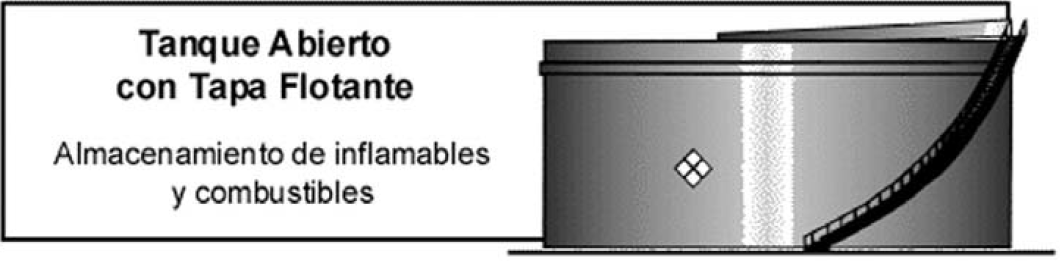 Tanque Abierto
con Tapa Flotante
Almacenamiento de inflamables
y combustibles